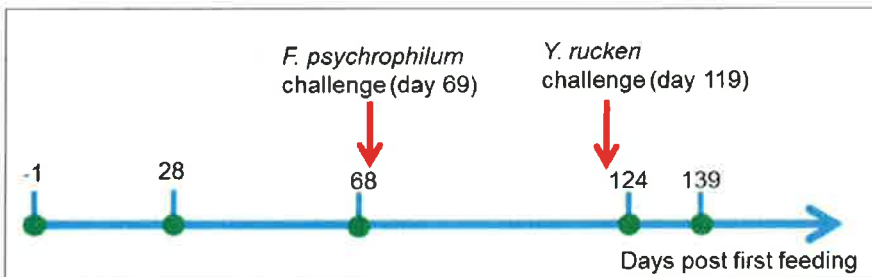 F. psychrophilum
challenge (day 69)
Y. rucken
challenge (day 119)
-1
28
68
124
139
Days post first feeding